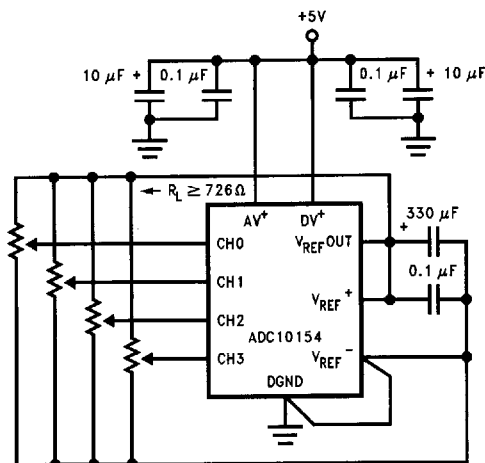 +5V
10 μF + 0.1 μF
0.1 μF + 10 μF
R_L ≥ 726Ω
AV⁺ DV⁺
330 μF
+
CH0
V_REF OUT
0.1 μF
CH1
V_REF⁺
CH2
ADC10154
CH3
V_REF⁻
DGND